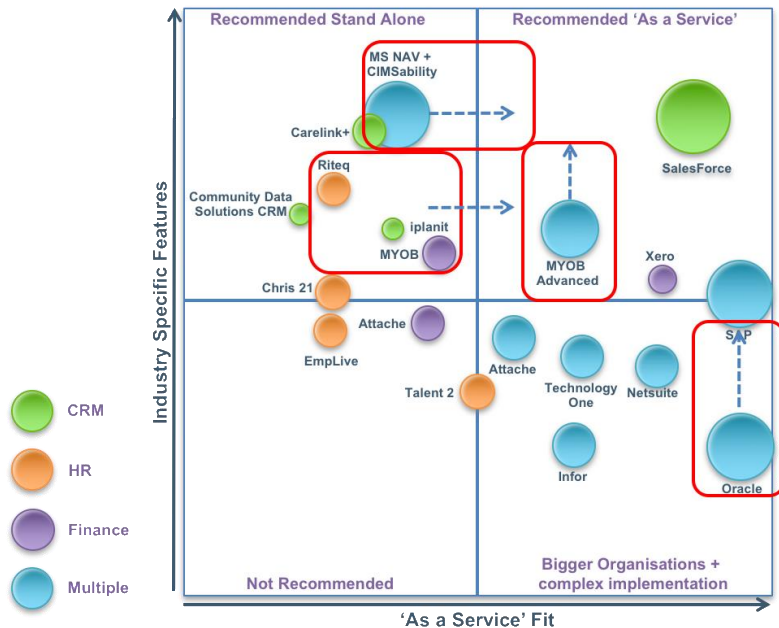 Recommended Stand Alone
Recommended ‘As a Service’
MS NAV +
CIMSability
Carelink+
SalesForce
Riteq
Community Data
Solutions CRM
iplanit
MYOB
MYOB
Advanced
Xero
Chris 21
SAP
Attache
EmpLive
Attache
Technology
One
Netsuite
Talent 2
Infor
Oracle
Not Recommended
Bigger Organisations +
complex implementation
Industry Specific Features
‘As a Service’ Fit
CRM
HR
Finance
Multiple